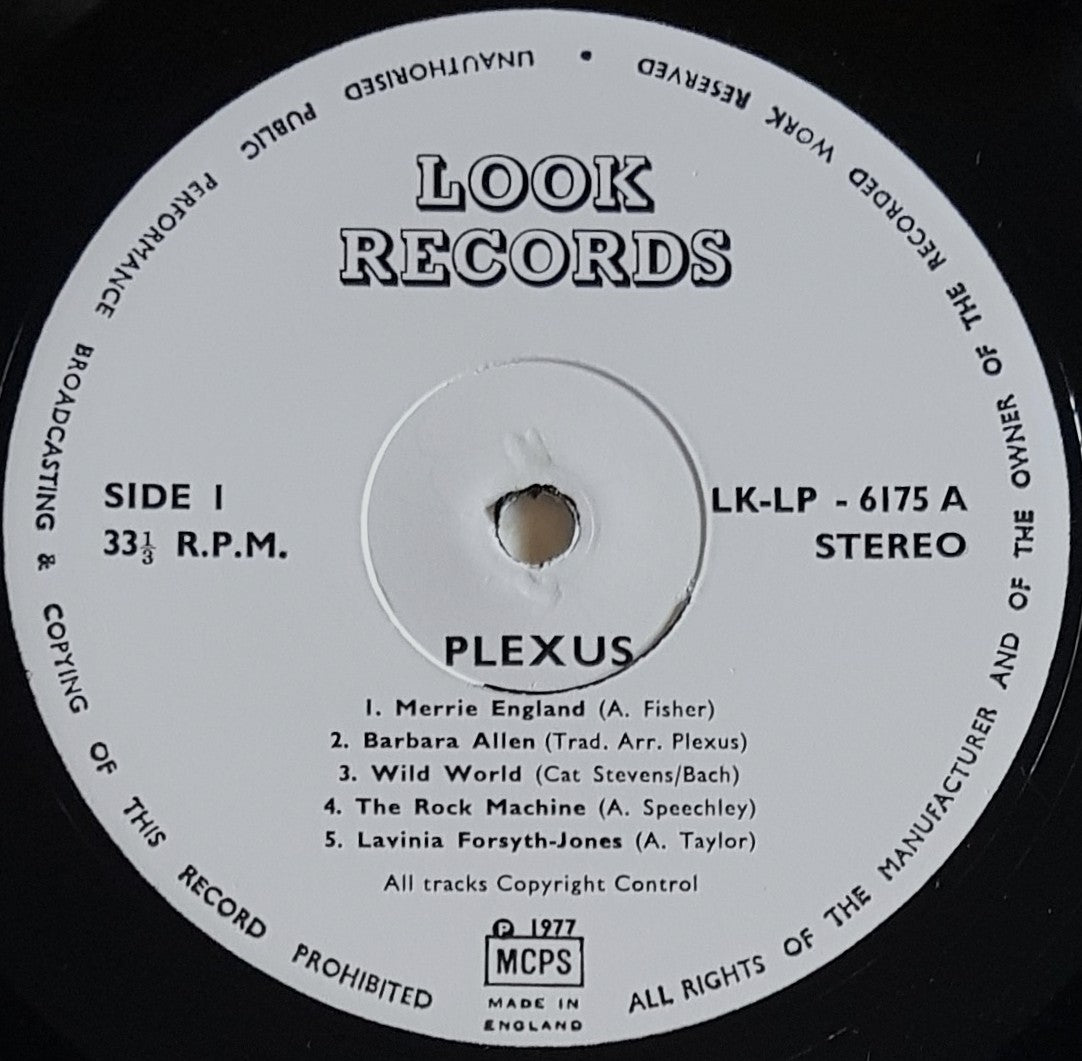 LOOK
RECORDS
SIDE 1
33⅓ R.P.M.
LK-LP - 6175 A
STEREO
PLEXUS
1. Merrie England (A. Fisher)
2. Barbara Allen (Trad. Arr. Plexus)
3. Wild World (Cat Stevens/Bach)
4. The Rock Machine (A. Speechley)
5. Lavinia Forsyth-Jones (A. Taylor)
All tracks Copyright Control
℗ 1977
MCPS
MADE IN
ENGLAND
ALL RIGHTS OF THE MANUFACTURER AND OF THE OWNER OF THE RECORDED WORK RESERVED • UNAUTHORISED PUBLIC PERFORMANCE BROADCASTING & COPYING OF THIS RECORD PROHIBITED